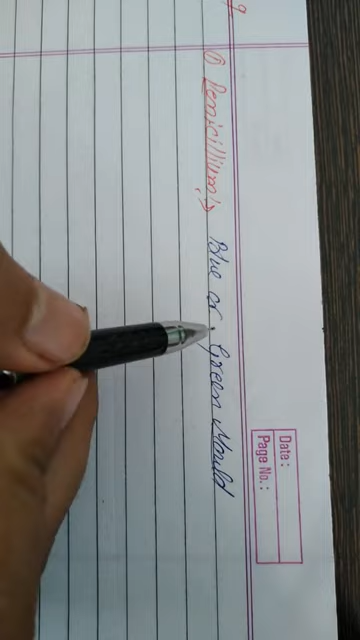 Date :
Page No. :
① Penicillium :→ Blue or Green Mould